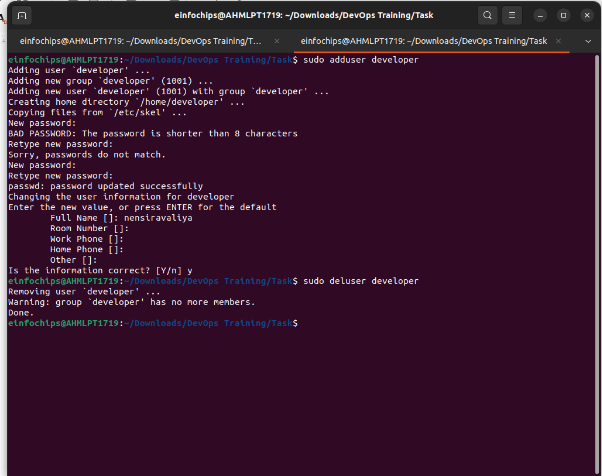 einfochips@AHMLPT1719: ~/Downloads/DevOps Training/Task
einfochips@AHMLPT1719: ~/Downloads/DevOps Training/T...
einfochips@AHMLPT1719: ~/Downloads/DevOps Training/Task
einfochips@AHMLPT1719:~/Downloads/DevOps Training/Task$ sudo adduser developer
Adding user `developer' ...
Adding new group `developer' (1001) ...
Adding new user `developer' (1001) with group `developer' ...
Creating home directory `/home/developer' ...
Copying files from `/etc/skel' ...
New password:
BAD PASSWORD: The password is shorter than 8 characters
Retype new password:
Sorry, passwords do not match.
New password:
Retype new password:
passwd: password updated successfully
Changing the user information for developer
Enter the new value, or press ENTER for the default
Full Name []: nensiravaliya
Room Number []:
Work Phone []:
Home Phone []:
Other []:
Is the information correct? [Y/n] y
einfochips@AHMLPT1719:~/Downloads/DevOps Training/Task$ sudo deluser developer
Removing user `developer' ...
Warning: group `developer' has no more members.
Done.
einfochips@AHMLPT1719:~/Downloads/DevOps Training/Task$